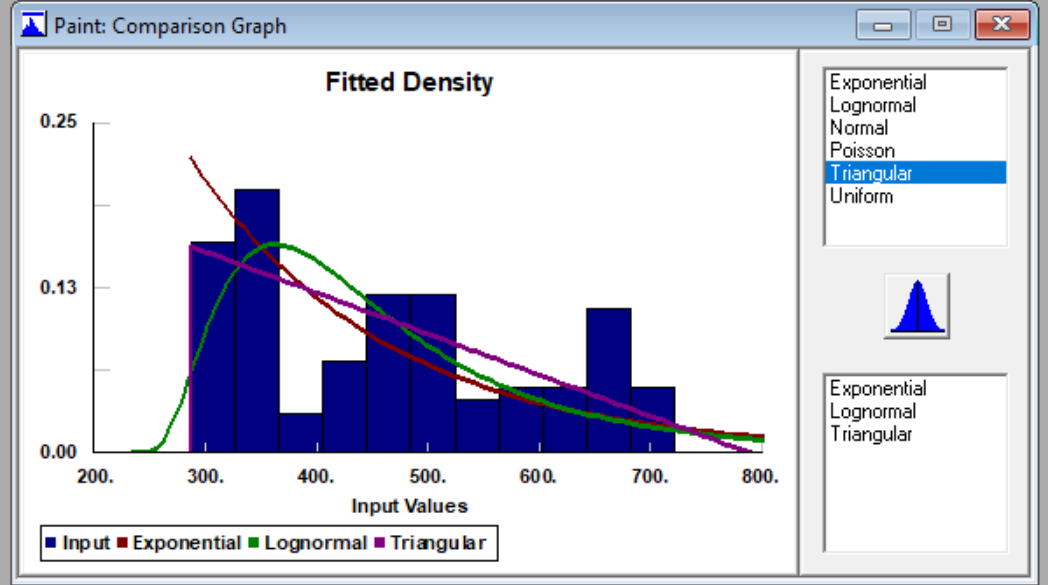 Paint: Comparison Graph
Fitted Density
0.25
0.13
0.00
200. 300. 400. 500. 600. 700. 800.
Input Values
Input Exponential Lognormal Triangular
Exponential
Lognormal
Normal
Poisson
Triangular
Uniform
Exponential
Lognormal
Triangular